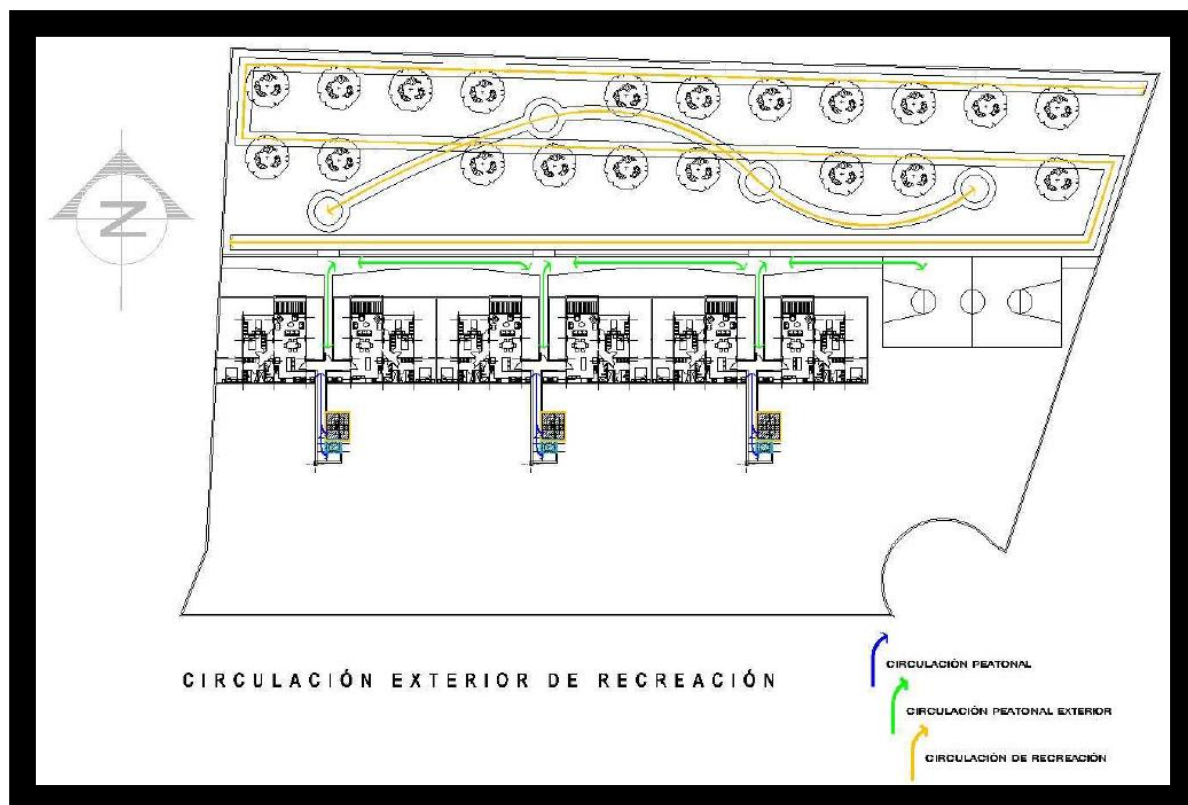 N
CIRCULACIÓN EXTERIOR DE RECREACIÓN
CIRCULACIÓN PEATONAL
CIRCULACIÓN PEATONAL EXTERIOR
CIRCULACIÓN DE RECREACIÓN